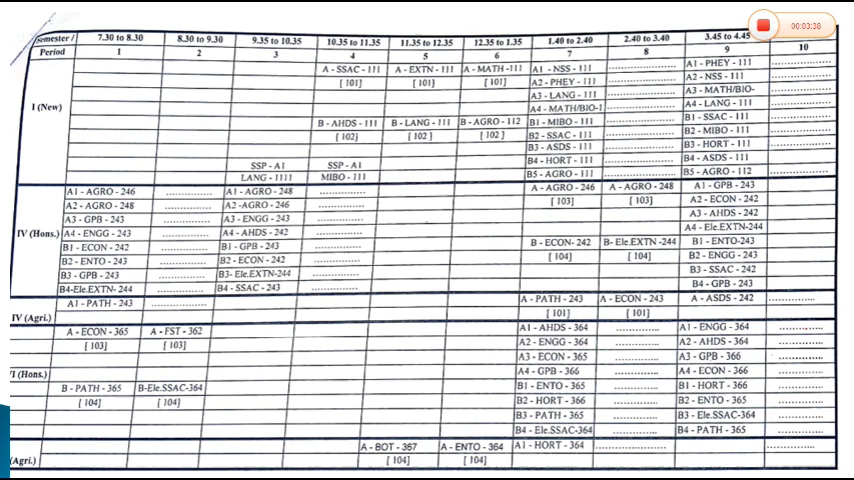 00:03:38
Semester / 7.30 to 8.30 8.30 to 9.30 9.35 to 10.35 10.35 to 11.35 11.35 to 12.35 12.35 to 1.35 1.40 to 2.40 2.40 to 3.40 3.45 to 4.45
Period 1 2 3 4 5 6 7 8 9 10
A - SSAC - 111 A - EXTN - 111 A - MATH -111 A1 - NSS - 111 .................... A1 - PHEY - 111 ..................
[ 101] [101] [101] A2 - PHEY - 111 .................... A2 - NSS - 111 ..................
A3 - LANG - 111 .................... A3 - MATH/BIO- ..................
I (New) A4 - MATH/BIO-1 .................... A4 - LANG - 111 ..................
B - AHDS - 111 B - LANG - 111 B - AGRO - 112 B1 - MIBO - 111 .................... B1 - SSAC - 111 ..................
[ 102] [102 ] [ 102 ] B2 - SSAC - 111 .................... B2 - MIBO - 111 ..................
B3 - ASDS - 111 .................... B3 - HORT - 111 ..................
SSP - A1 SSP - A1 B4 - HORT - 111 .................... B4 - ASDS - 111 ..................
LANG - 1111 MIBO - 111 B5 - AGRO - 111 .................... B5 - AGRO - 112 ..................
A1 - AGRO - 246 .............. A1 - AGRO - 248 .............. A - AGRO - 246 A - AGRO - 248 A1 - GPB - 243
A2 - AGRO - 248 .............. A2 -AGRO - 246 .............. [ 103] [ 103] A2 - ECON - 242
A3 - GPB - 243 .............. A3 - ENGG - 243 .............. A3 - AHDS - 242
IV (Hons.) A4 - ENGG - 243 .............. A4 - AHDS - 242 .............. A4 - Ele.EXTN-244
B1 - ECON - 242 .............. B1 - GPB - 243 .............. B - ECON- 242 B- Ele.EXTN -244 B1 - ENTO-243
B2 - ENTO - 243 .............. B2 - ECON - 242 .............. [ 104] [ 104] B2 - ENGG - 243
B3 - GPB - 243 .............. B3- Ele.EXTN-244 .............. B3 - SSAC - 242
B4-Ele.EXTN- 244 .............. B4 - SSAC - 243 .............. B4 - GPB - 243
A1 - PATH - 243 .............. A - PATH - 243 A - ECON - 243 A - ASDS - 242 ..............
IV (Agri.) [ 101] [ 101]
A - ECON - 365 A - FST - 362 A1 - AHDS - 364 .............. A1 - ENGG - 364 ..............
[ 103] [ 103] A2 - ENGG - 364 .............. A2 - AHDS - 364 ..............
A3 - ECON - 365 .............. A3 - GPB - 366 ..............
I (Hons.) A4 - GPB - 366 .............. A4 - ECON - 366 ..............
B - PATH - 365 B-Ele.SSAC-364 B1 - ENTO - 365 .............. B1 - HORT - 366 ..............
[ 104] [ 104] B2 - HORT - 366 .............. B2 - ENTO - 365 ..............
B3 - PATH - 365 .............. B3 - Ele.SSAC-364 ..............
B4 - Ele.SSAC-364 .............. B4 - PATH - 365 ..............
A - BOT - 367 A - ENTO - 364 A1 - HORT - 364 ....................... ................
(Agri.) [ 104] [ 104]